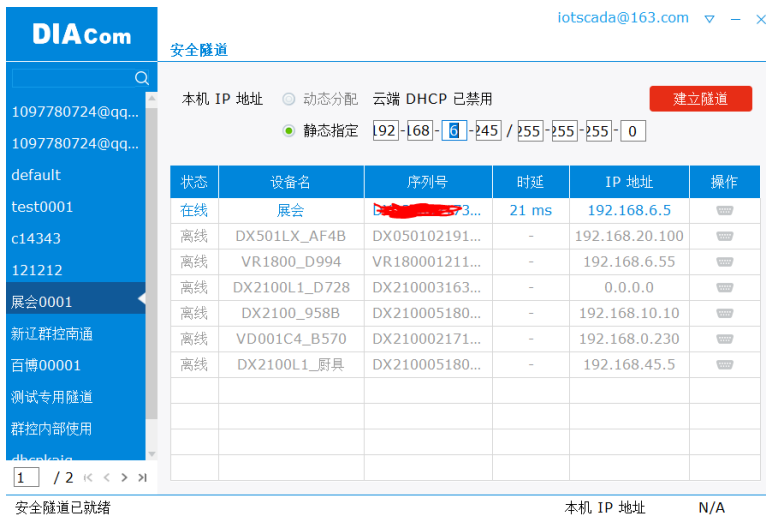 iotscada@163.com
DIACom
安全隧道
本机 IP 地址 动态分配 云端 DHCP 已禁用 建立隧道
静态指定 192-168-6-245 / 255-255-255-0
1097780724@qq...
1097780724@qq...
default
test0001
c14343
121212
展会0001
新辽群控南通
百博00001
测试专用隧道
群控内部使用
1 / 2
状态 设备名 序列号 时延 IP 地址 操作
在线 展会 73... 21 ms 192.168.6.5
离线 DX501LX_AF4B DX050102191... - 192.168.20.100
离线 VR1800_D994 VR180001211... - 192.168.6.55
离线 DX2100L1_D728 DX210003163... - 0.0.0.0
离线 DX2100_958B DX210005180... - 192.168.10.10
离线 VD001C4_B570 DX210002171... - 192.168.0.230
离线 DX2100L1_厨具 DX210005180... - 192.168.45.5
安全隧道已就绪 本机 IP 地址 N/A